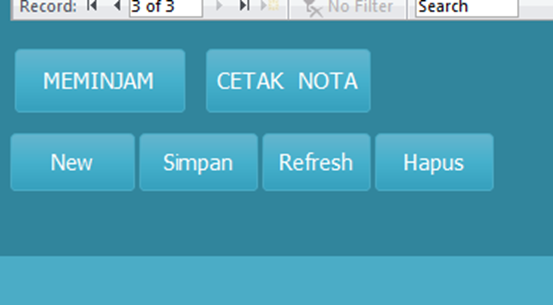 Record: 3 of 3 No Filter Search
MEMINJAM CETAK NOTA
New Simpan Refresh Hapus